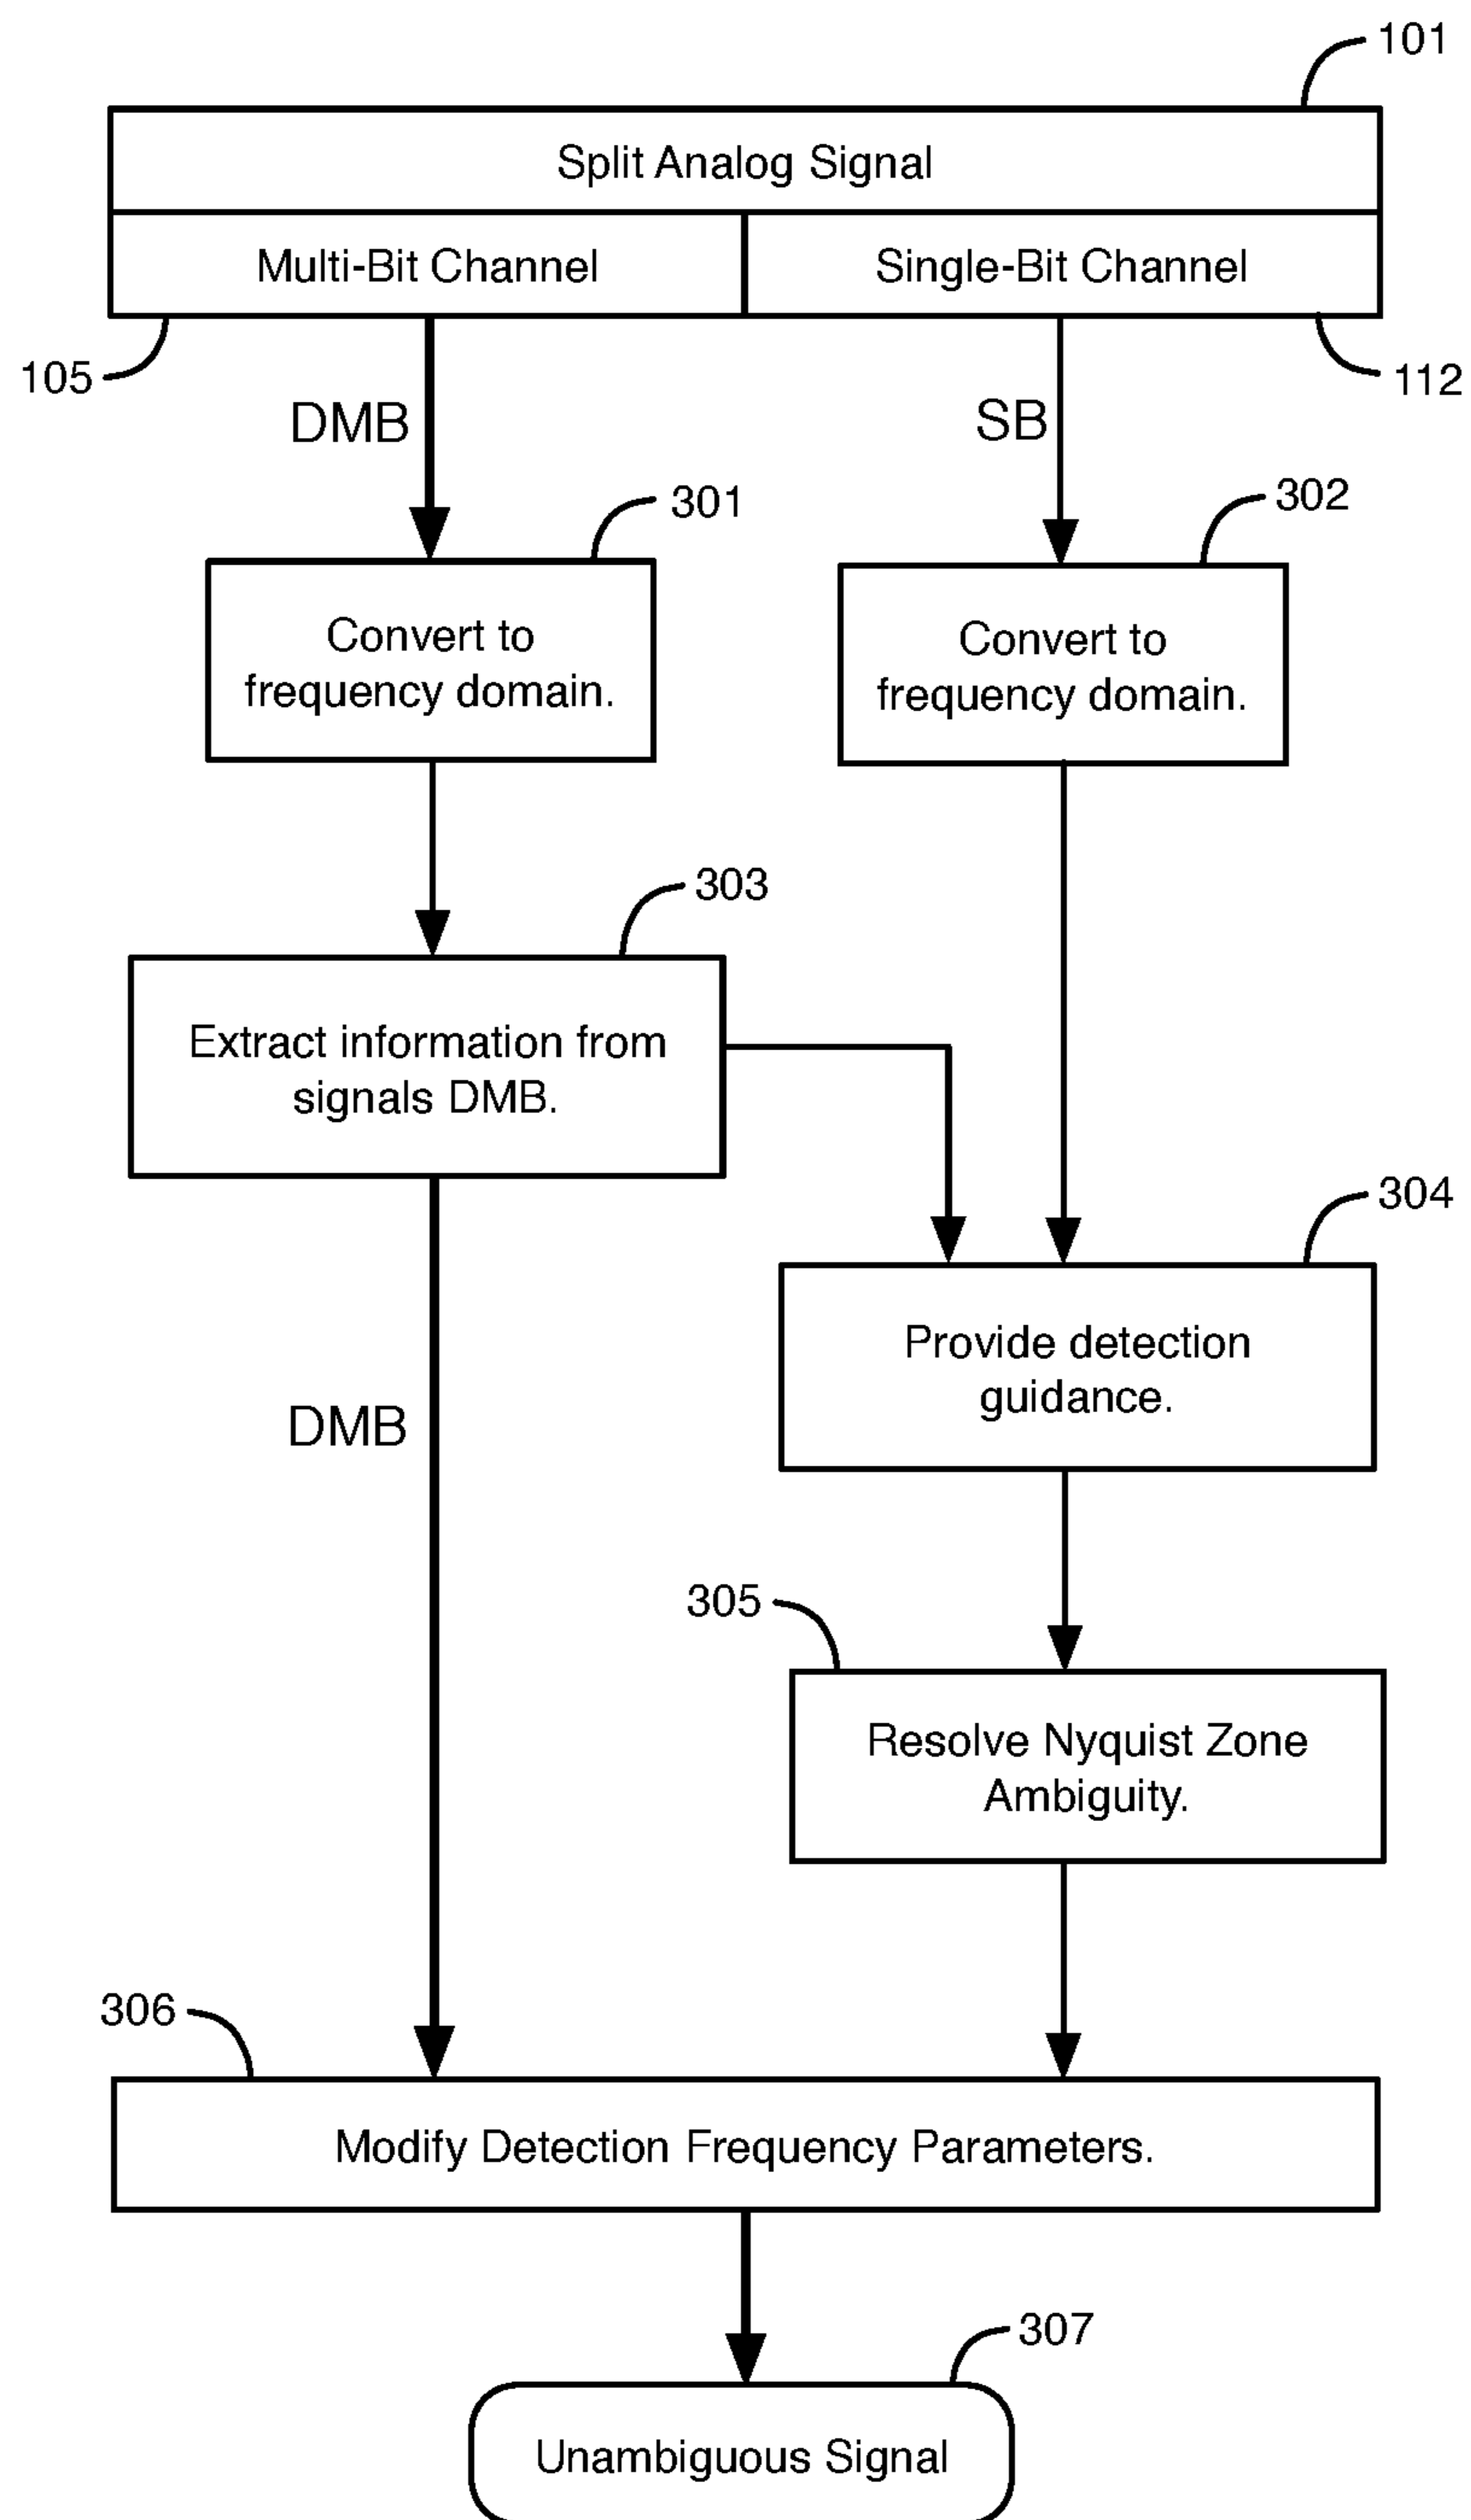 101
Split Analog Signal
Multi-Bit Channel
Single-Bit Channel
105
112
DMB
SB
301
302
Convert to
frequency domain.
Convert to
frequency domain.
303
Extract information from
signals DMB.
304
Provide detection
guidance.
DMB
305
Resolve Nyquist Zone
Ambiguity.
306
Modify Detection Frequency Parameters.
307
Unambiguous Signal